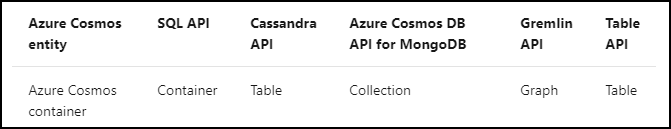 Azure Cosmos SQL API Cassandra Azure Cosmos DB Gremlin Table
entity API API for MongoDB API API
Azure Cosmos Container Table Collection Graph Table
container